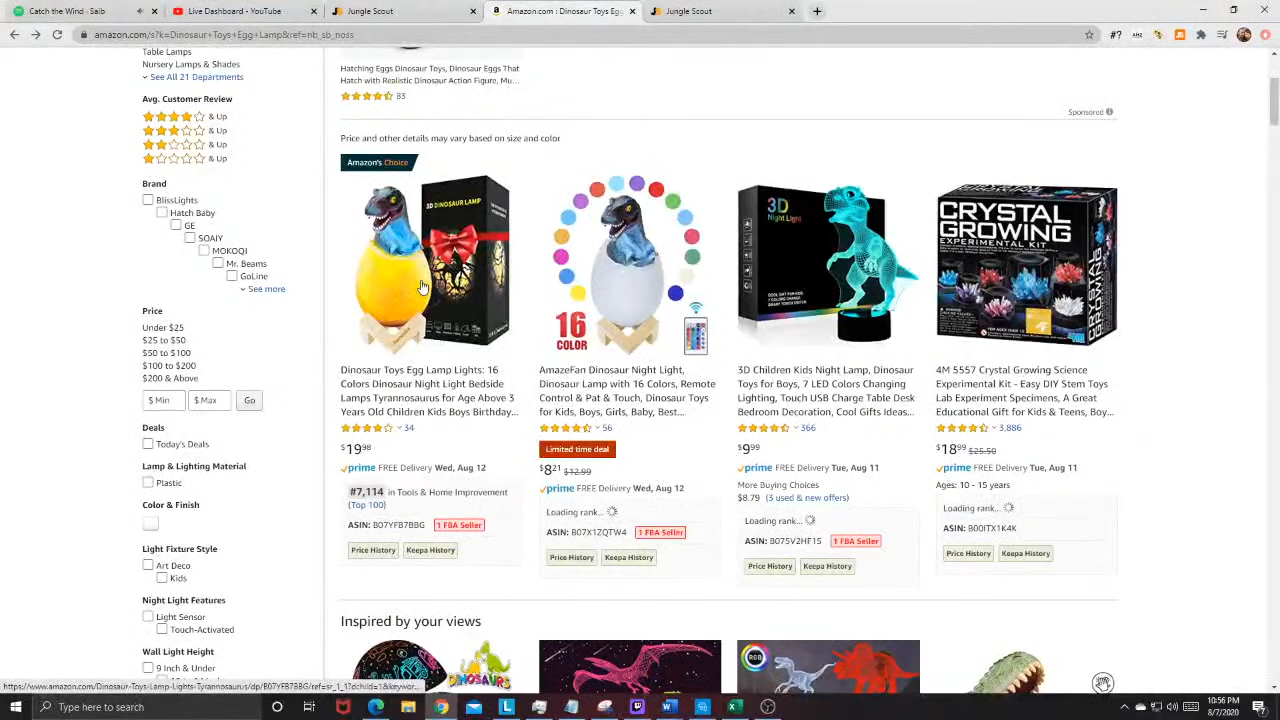 Catch the Wind - Suib
Live Dashboard - YouTube
Jungle Scout
Amazon.com : Dinosaur Toys Egg
Jungle Scout
amazon.com/s?k=Dinosaur+Toys+Egg+Lamp&ref=nb_sb_noss
Table Lamps
Nursery Lamps & Shades
See All 21 Departments
Avg. Customer Review
& Up
& Up
& Up
& Up
Brand
BlissLights
Hatch Baby
GE
SOAIY
MOKOQI
Mr. Beams
GoLine
See more
Price
Under $25
$25 to $50
$50 to $100
$100 to $200
$200 & Above
$ Min
$ Max
Go
Deals
Today's Deals
Lamp & Lighting Material
Plastic
Color & Finish
Light Fixture Style
Art Deco
Kids
Night Light Features
Light Sensor
Touch-Activated
Wall Light Height
9 Inch & Under
Hatching Eggs Dinosaur Toys, Dinosaur Eggs That
Hatch with Realistic Dinosaur Action Figure, Mu...
83
Sponsored
Price and other details may vary based on size and color
Amazon's Choice
3D DINOSAUR LAMP
Dinosaur Toys Egg Lamp Lights: 16
Colors Dinosaur Night Light Bedside
Lamps Tyrannosaurus for Age Above 3
Years Old Children Kids Boys Birthday...
34
$1998
prime FREE Delivery Wed, Aug 12
#7,114 in Tools & Home Improvement
(Top 100)
ASIN: B07YFB7BBG 1 FBA Seller
Price History Keepa History
16
COLOR
AmazeFan Dinosaur Night Light,
Dinosaur Lamp with 16 Colors, Remote
Control & Pat & Touch, Dinosaur Toys
for Kids, Boys, Girls, Baby, Best...
56
Limited time deal
$821 $12.99
prime FREE Delivery Wed, Aug 12
Loading rank...
ASIN: B07X1ZQTW4 1 FBA Seller
Price History Keepa History
3D
Night Light
3D Children Kids Night Lamp, Dinosaur
Toys for Boys, 7 LED Colors Changing
Lighting, Touch USB Charge Table Desk
Bedroom Decoration, Cool Gifts Ideas...
366
$999
prime FREE Delivery Tue, Aug 11
More Buying Choices
$8.79 (3 used & new offers)
Loading rank...
ASIN: B075V2HF15 1 FBA Seller
Price History Keepa History
CRYSTAL
GROWING
EXPERIMENTAL KIT
CRYSTAL GROWING
4M 5557 Crystal Growing Science
Experimental Kit - Easy DIY Stem Toys
Lab Experiment Specimens, A Great
Educational Gift for Kids & Teens, Boy...
3,886
$1899 $25.50
prime FREE Delivery Tue, Aug 11
Ages: 10 - 15 years
Loading rank...
ASIN: B00ITX1K4K
Price History Keepa History
Inspired by your views
DINOSAURS
RGB
https://www.amazon.com/Dinosaur-Toys-Lamp-Lights-Tyrannosaurus/dp/B07YFB7BBG/ref=sr_1_1?dchild=1&keywor...
Type here to search
10:56 PM
8/7/2020